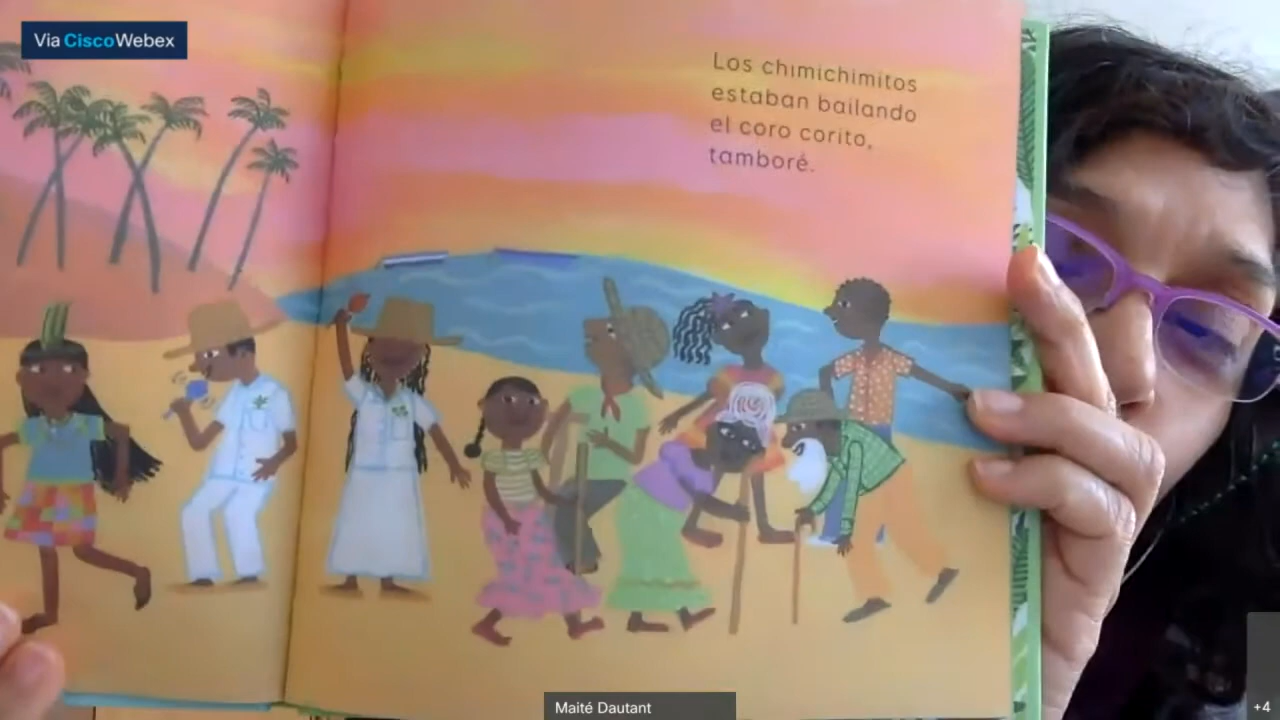 Via CiscoWebex
Los chimichimitos
estaban bailando
el coro corito,
tamboré.
Maité Dautant
+4